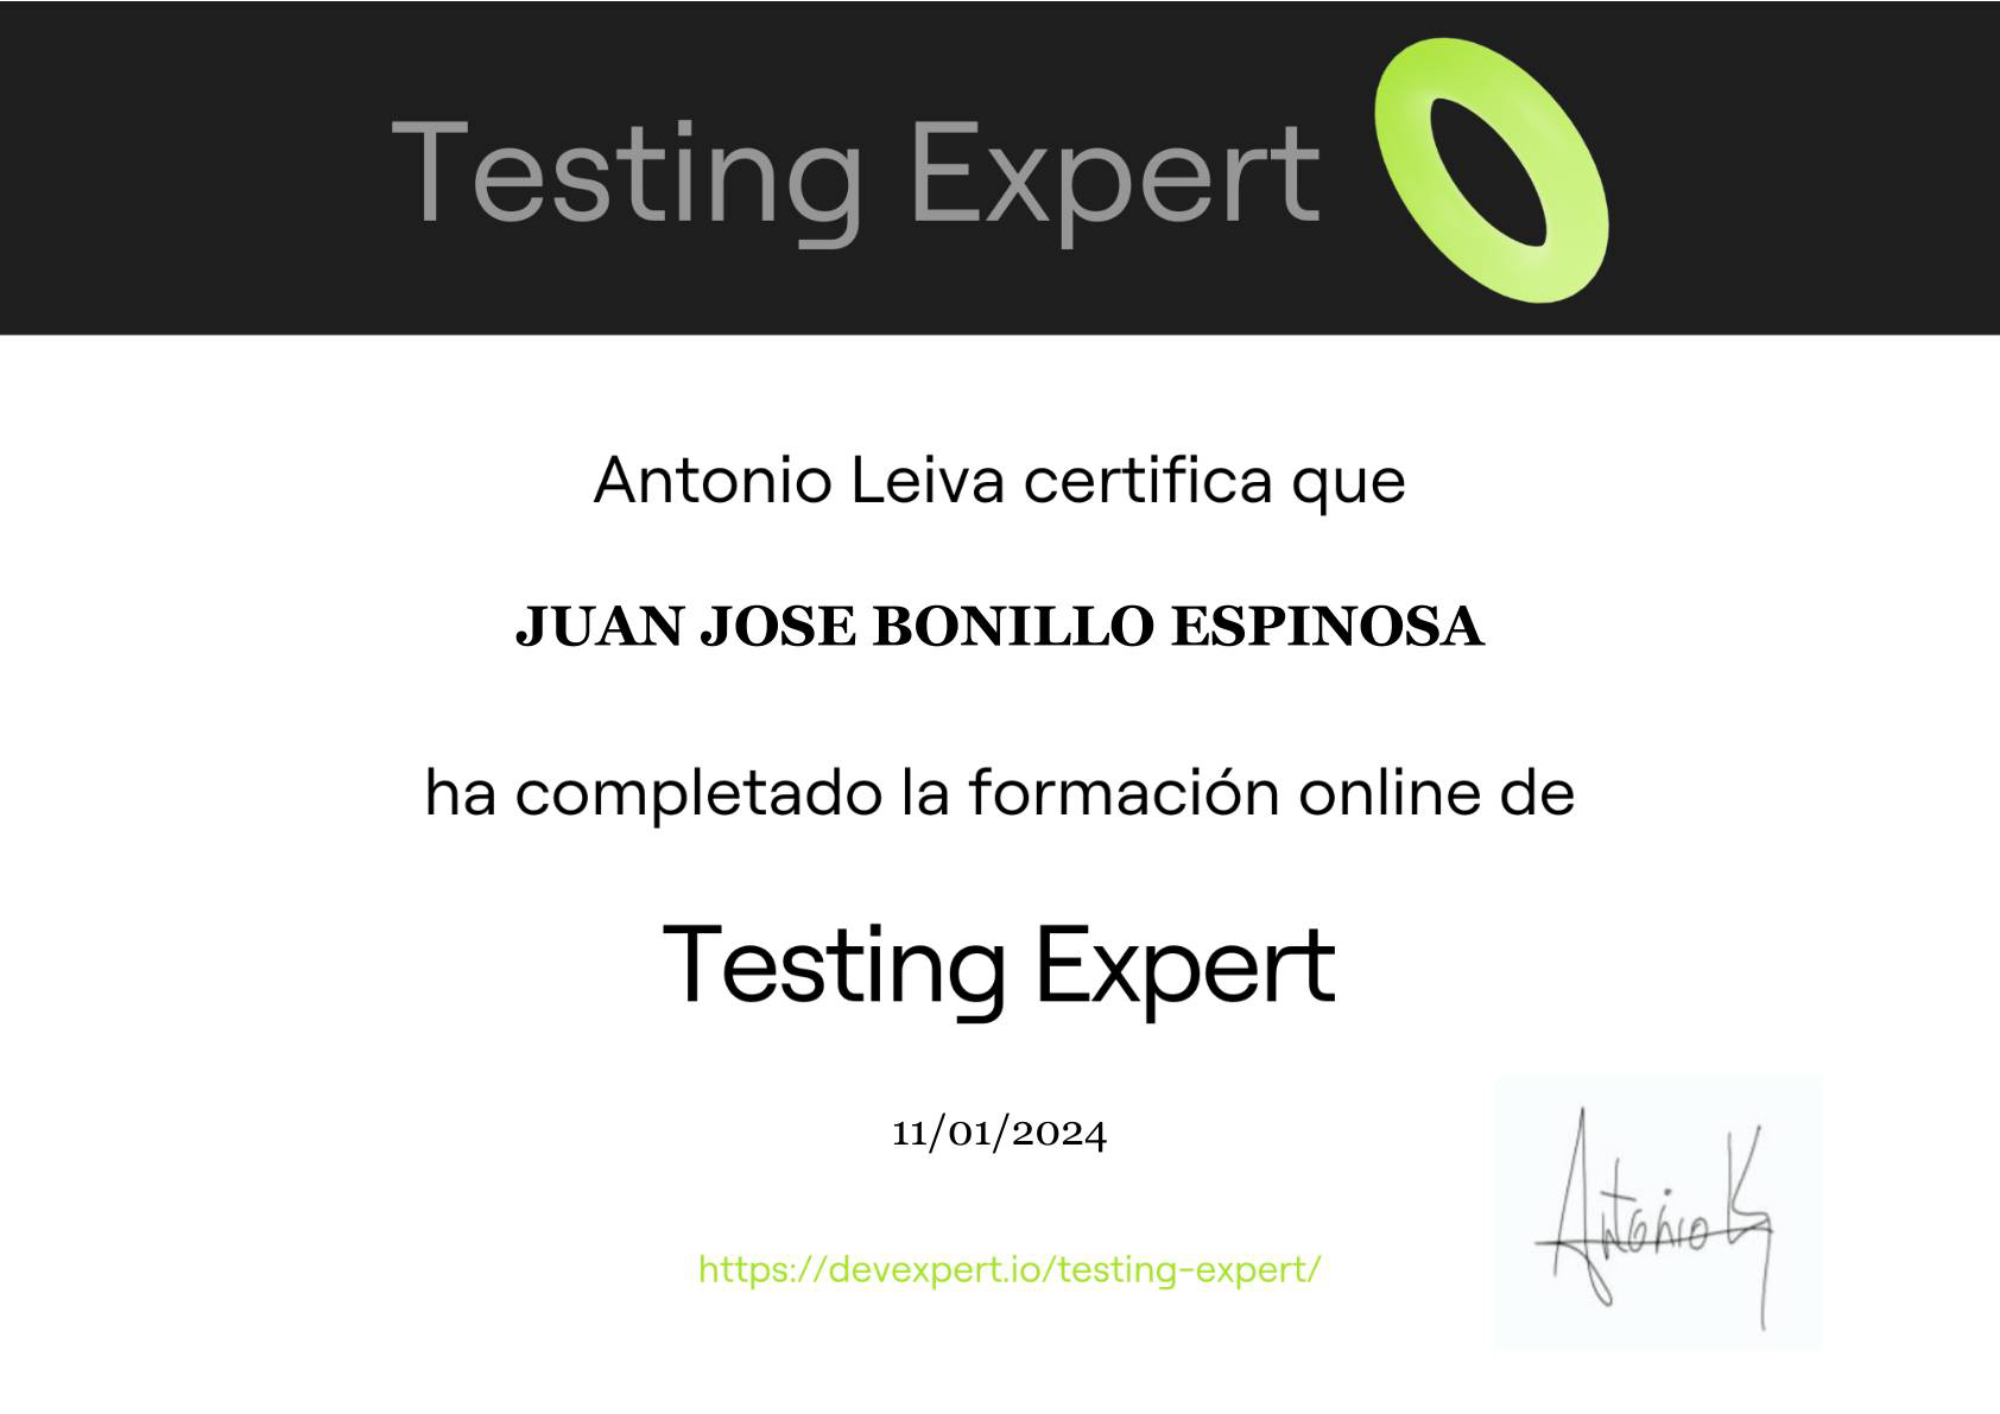 Testing Expert
Antonio Leiva certifica que
JUAN JOSE BONILLO ESPINOSA
ha completado la formación online de
Testing Expert
11/01/2024
https://devexpert.io/testing-expert/
Antonio